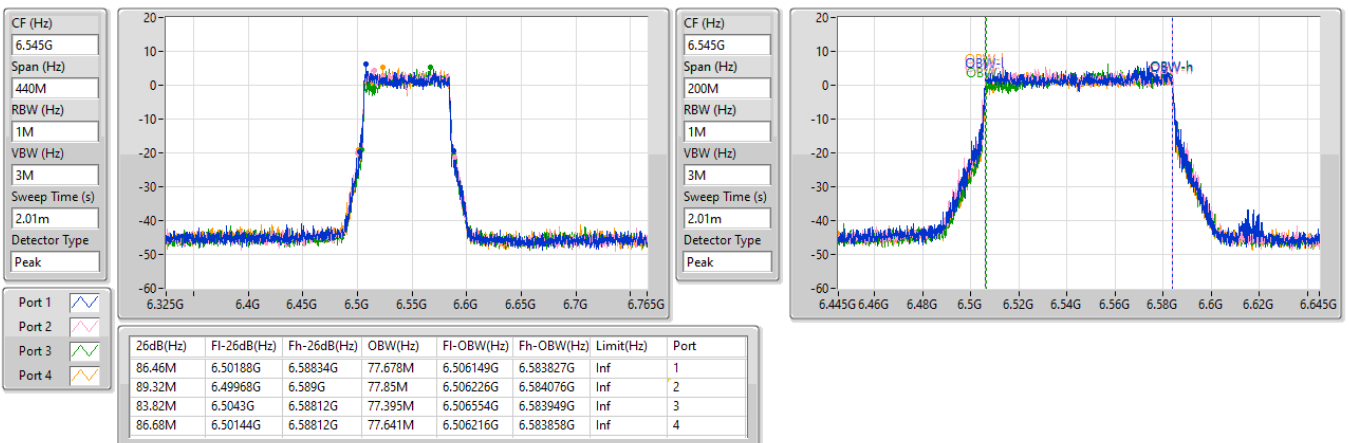 CF (Hz)
6.545G
Span (Hz)
440M
RBW (Hz)
1M
VBW (Hz)
3M
Sweep Time (s)
2.01m
Detector Type
Peak
20
10
0
-10
-20
-30
-40
-50
-60
6.325G 6.4G 6.45G 6.5G 6.55G 6.6G 6.65G 6.7G 6.765G
CF (Hz)
6.545G
Span (Hz)
200M
RBW (Hz)
1M
VBW (Hz)
3M
Sweep Time (s)
2.01m
Detector Type
Peak
20
10
0
-10
-20
-30
-40
-50
-60
OBW-l
OBW-h
6.445G 6.46G 6.48G 6.5G 6.52G 6.54G 6.56G 6.58G 6.6G 6.62G 6.645G
Port 1
Port 2
Port 3
Port 4
26dB(Hz) Fl-26dB(Hz) Fh-26dB(Hz) OBW(Hz) Fl-OBW(Hz) Fh-OBW(Hz) Limit(Hz) Port
86.46M 6.50188G 6.58834G 77.678M 6.506149G 6.583827G Inf 1
89.32M 6.49968G 6.589G 77.85M 6.506226G 6.584076G Inf 2
83.82M 6.5043G 6.58812G 77.395M 6.506554G 6.583949G Inf 3
86.68M 6.50144G 6.58812G 77.641M 6.506216G 6.583858G Inf 4